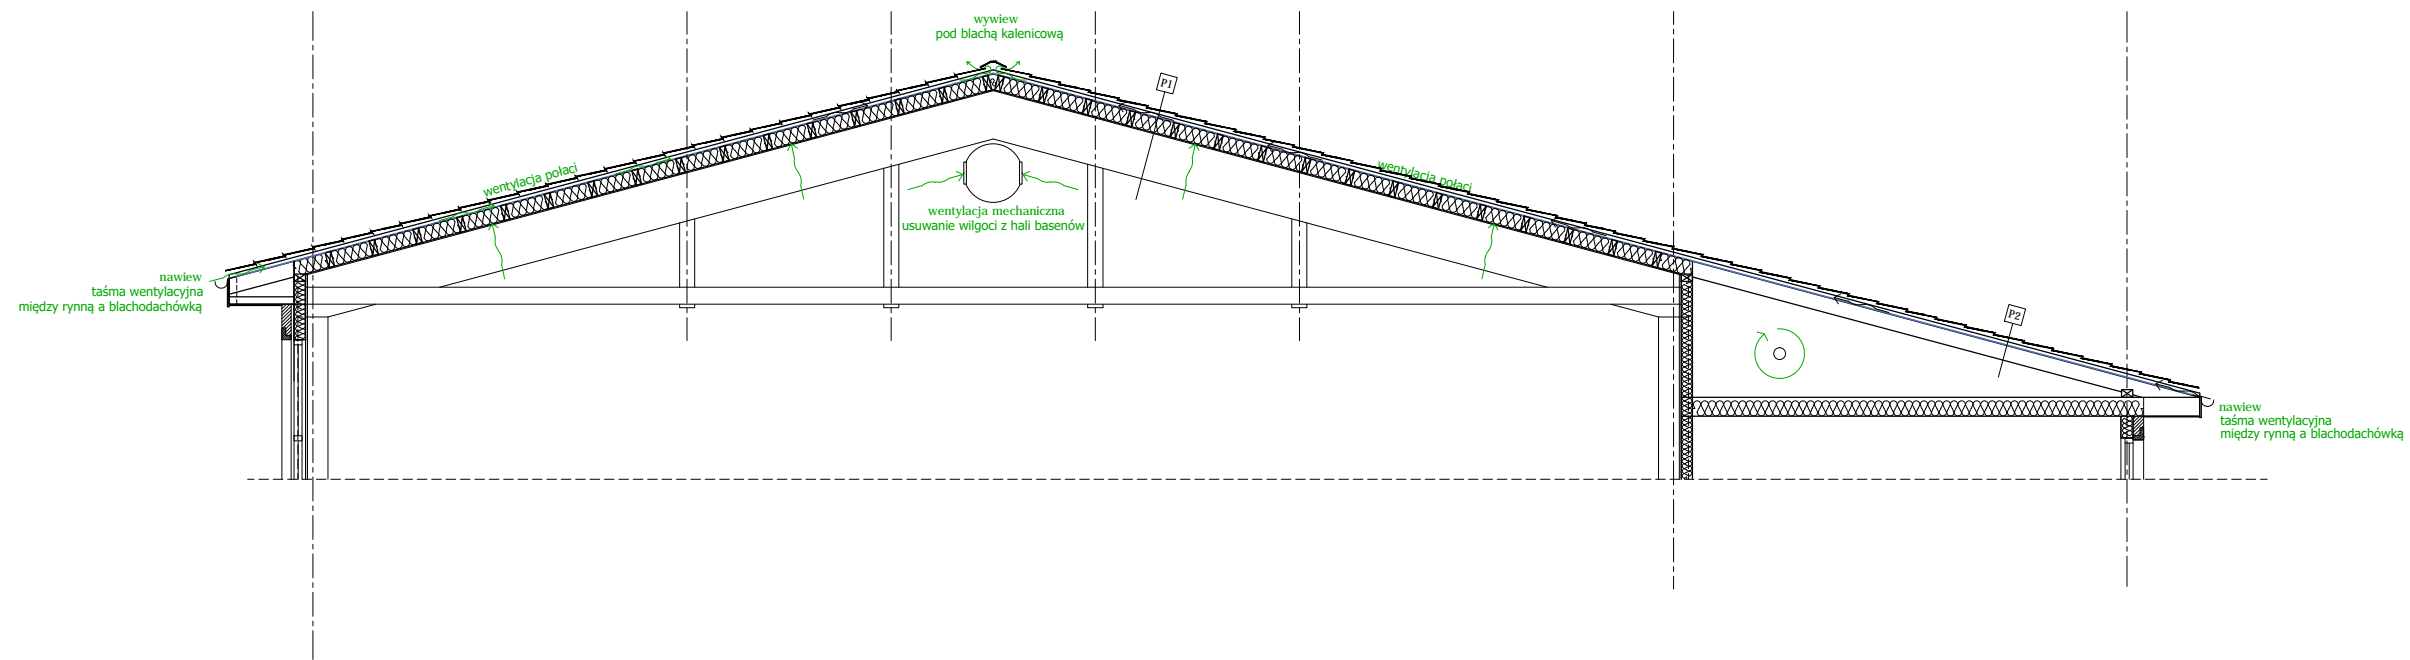 wywiew
pod blachą kalenicową
P1
wentylacja połaci
wentylacja połaci
wentylacja mechaniczna
usuwanie wilgoci z hali basenów
nawiew
taśma wentylacyjna
między rynną a blachodachówką
P2
nawiew
taśma wentylacyjna
między rynną a blachodachówką